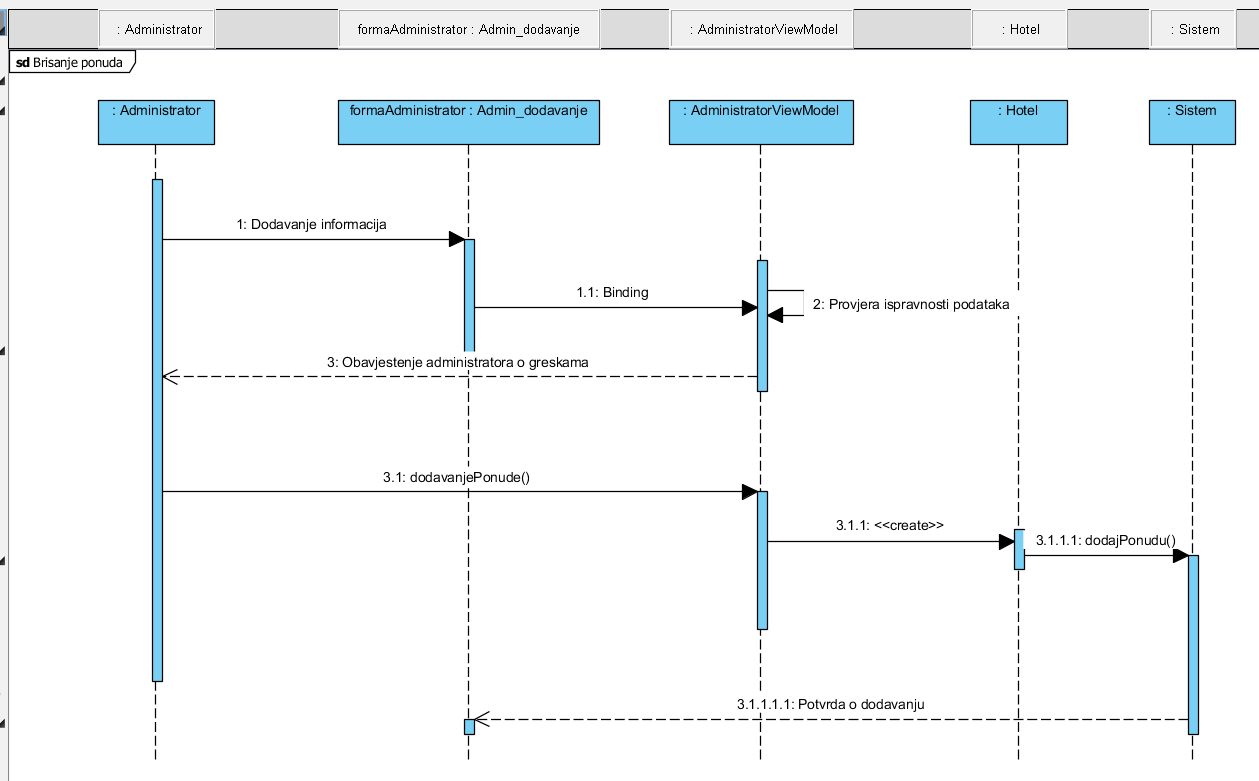 : Administrator
formaAdministrator : Admin_dodavanje
: AdministratorViewModel
: Hotel
: Sistem
sd Brisanje ponuda
: Administrator
formaAdministrator : Admin_dodavanje
: AdministratorViewModel
: Hotel
: Sistem
1: Dodavanje informacija
1.1: Binding
2: Provjera ispravnosti podataka
3: Obavjestenje administratora o greskama
3.1: dodavanjePonude()
3.1.1: <<create>>
3.1.1.1: dodajPonudu()
3.1.1.1.1: Potvrda o dodavanju